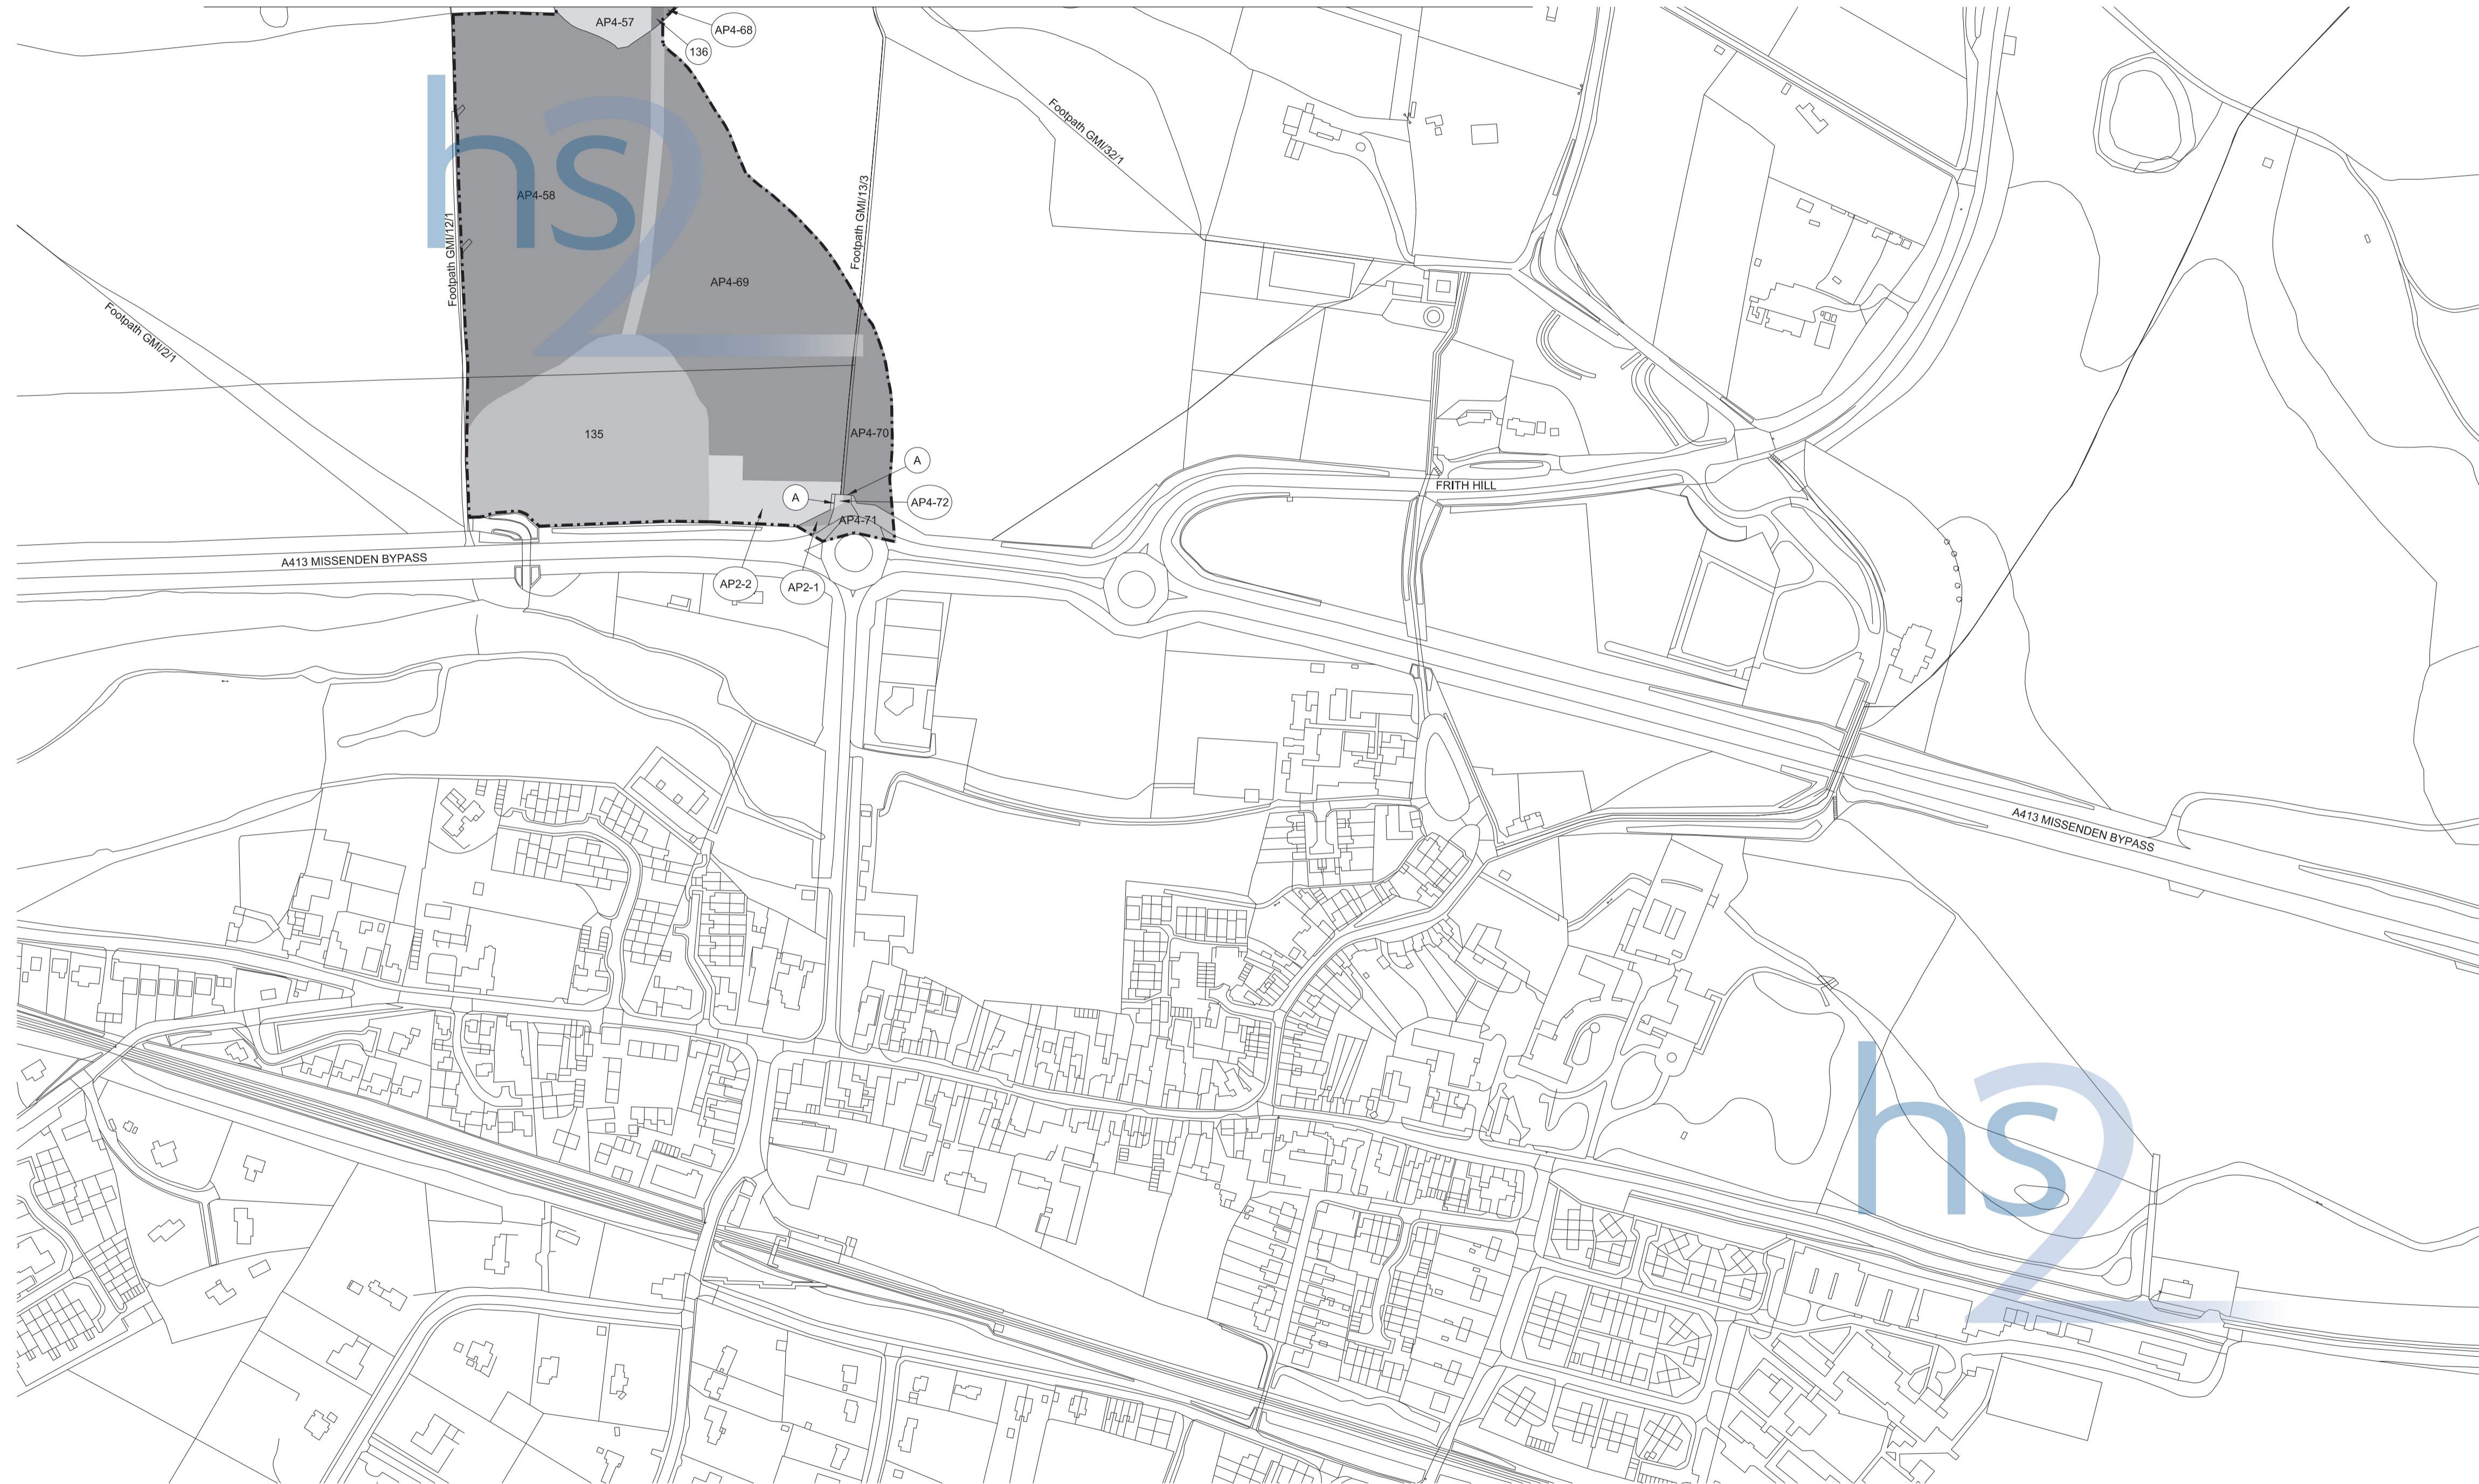 AP4-57
AP4-68
136
hs2
AP4-58
Footpath GMI/12/1
Footpath GMI/2/1
Footpath GMI/13/3
Footpath GMI/32/1
AP4-69
135
AP4-70
A
A
AP4-72
AP4-71
FRITH HILL
A413 MISSENDEN BYPASS
AP2-2
AP2-1
A413 MISSENDEN BYPASS
hs2